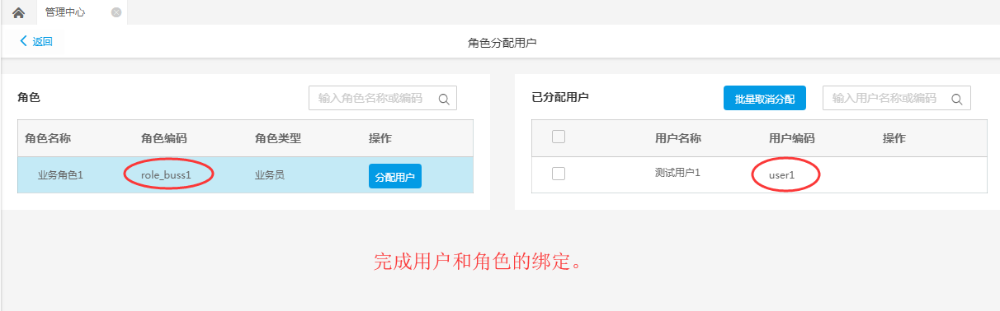 管理中心
返回
角色分配用户
角色
输入角色名称或编码
角色名称 角色编码 角色类型 操作
业务角色1 role_buss1 业务员 分配用户
已分配用户
批量取消分配
输入用户名称或编码
用户名称 用户编码 操作
测试用户1 user1
完成用户和角色的绑定。